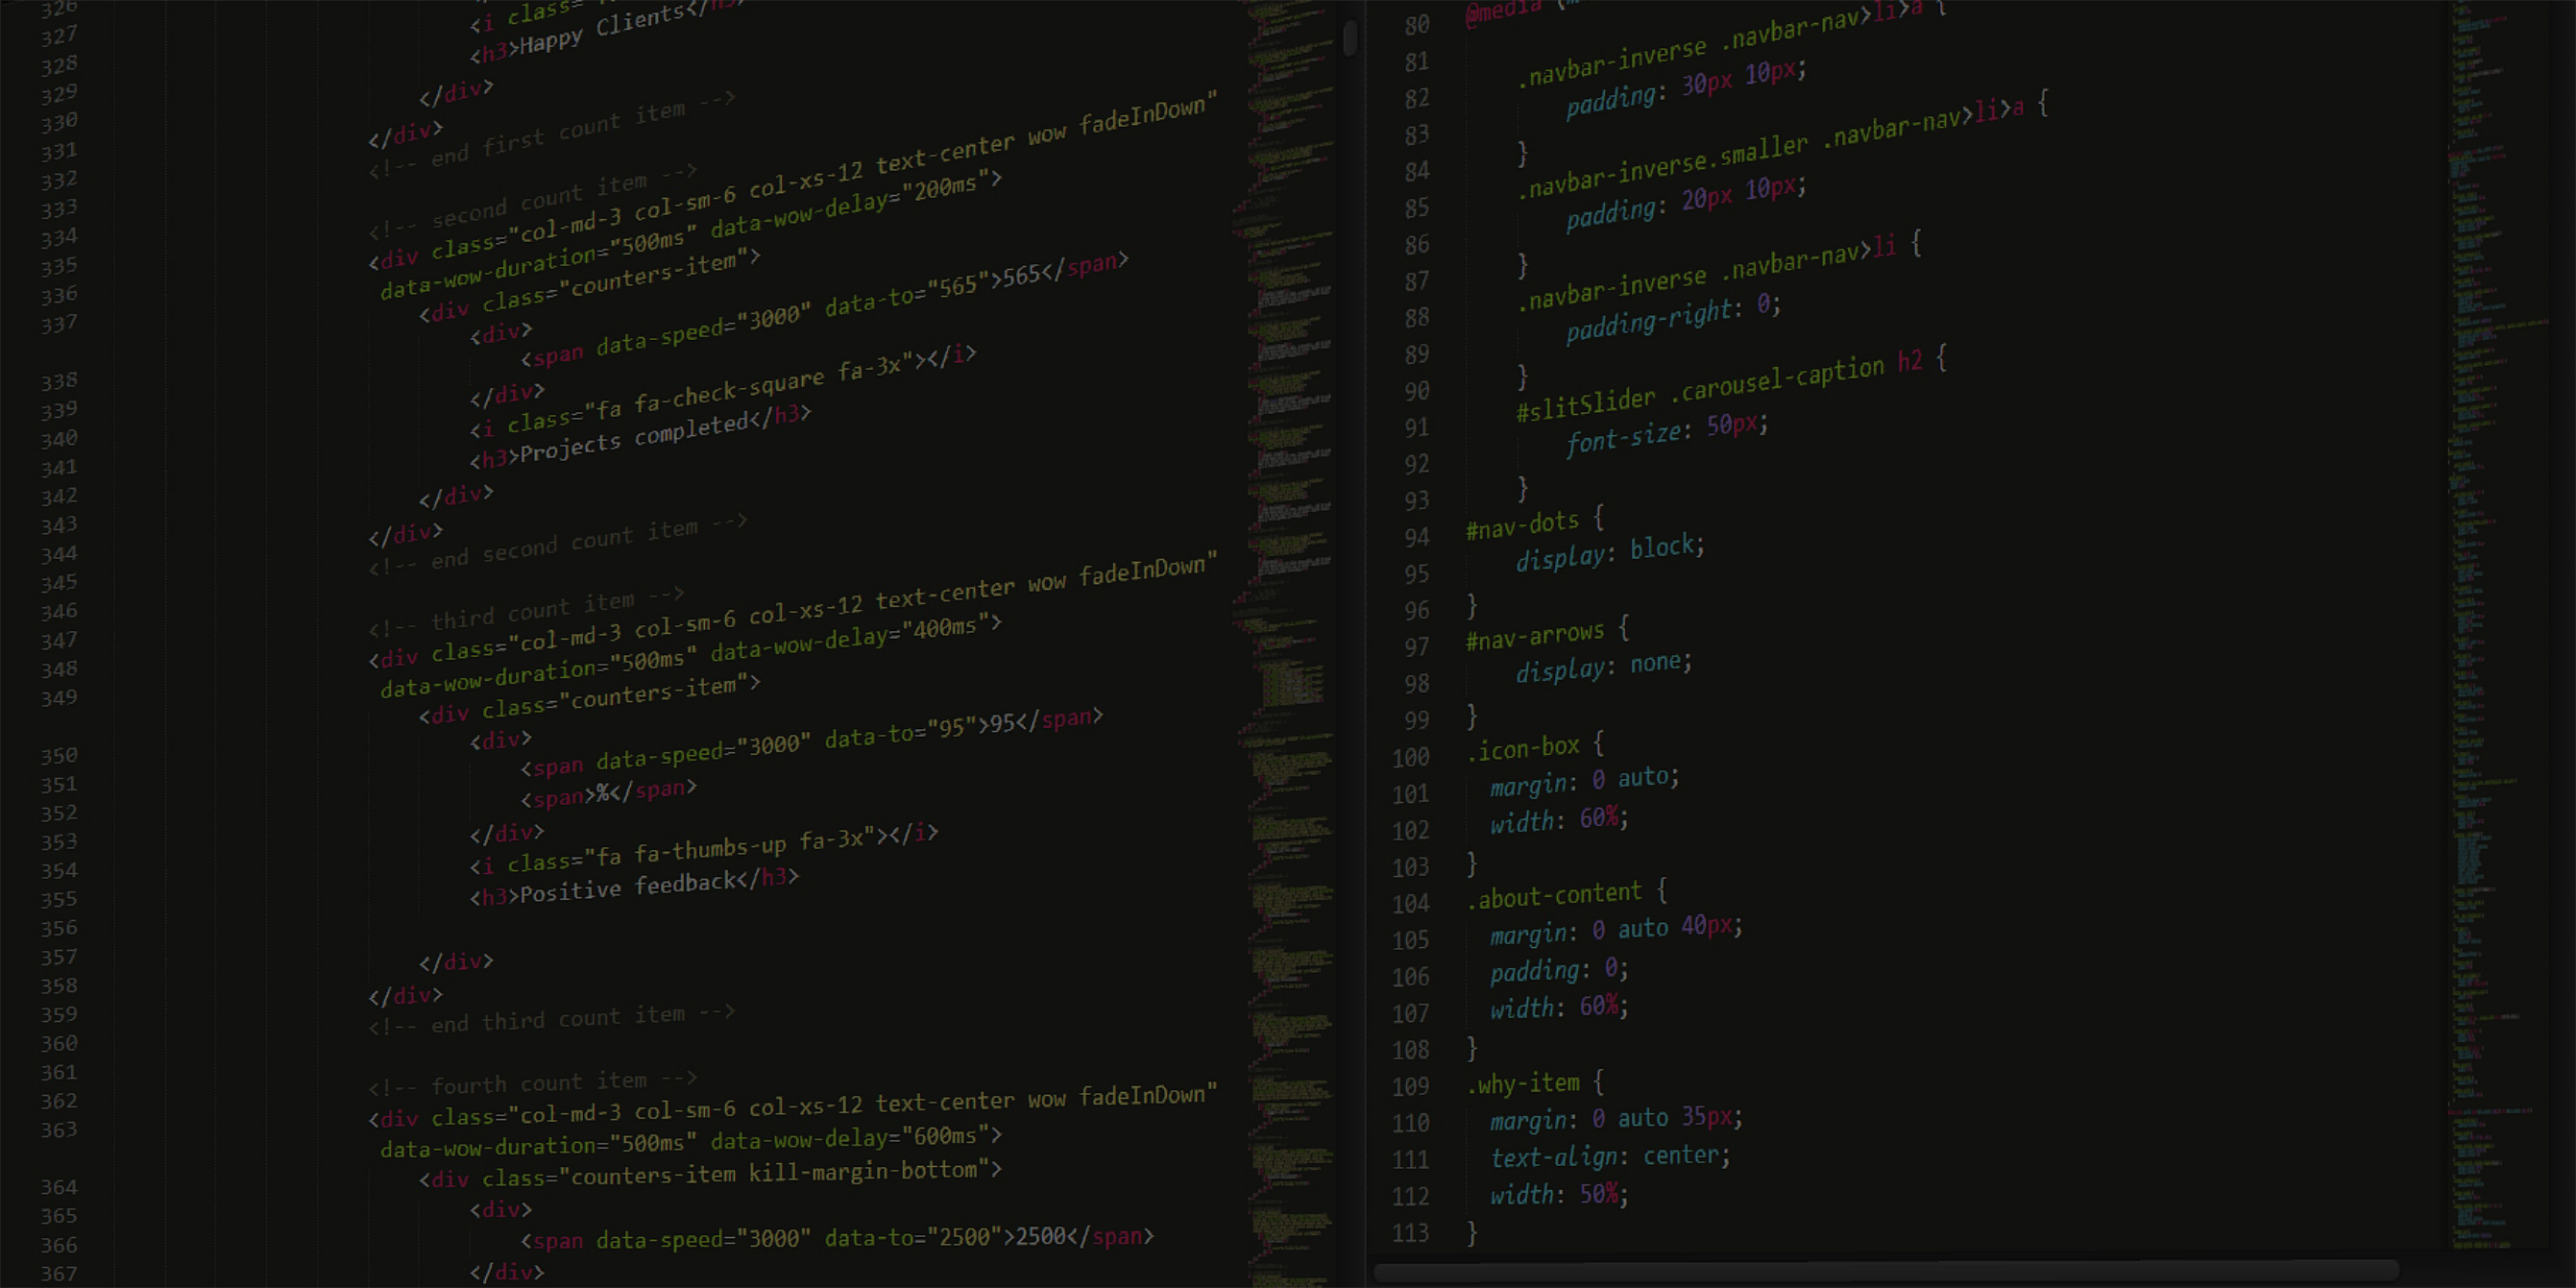 326
327
328
329
330
331
332
333
334
335
336
337
338
339
340
341
342
343
344
345
346
347
348
349
350
351
352
353
354
355
356
357
358
359
360
361
362
363
364
365
366
367
<i class=
<h3>Happy Clients</h3>
</div>
</div>
<!-- end first count item -->
<!-- second count item -->
<div class="col-md-3 col-sm-6 col-xs-12 text-center wow fadeInDown"
data-wow-duration="500ms" data-wow-delay="200ms">
<div class="counters-item">
<div>
<span data-speed="3000" data-to="565">565</span>
</div>
<i class="fa fa-check-square fa-3x"></i>
<h3>Projects completed</h3>
</div>
</div>
<!-- end second count item -->
<!-- third count item -->
<div class="col-md-3 col-sm-6 col-xs-12 text-center wow fadeInDown"
data-wow-duration="500ms" data-wow-delay="400ms">
<div class="counters-item">
<div>
<span data-speed="3000" data-to="95">95</span>
<span>%</span>
</div>
<i class="fa fa-thumbs-up fa-3x"></i>
<h3>Positive feedback</h3>
</div>
</div>
<!-- end third count item -->
<!-- fourth count item -->
<div class="col-md-3 col-sm-6 col-xs-12 text-center wow fadeInDown"
data-wow-duration="500ms" data-wow-delay="600ms">
<div class="counters-item kill-margin-bottom">
<div>
<span data-speed="3000" data-to="2500">2500</span>
</div>
80 @media (
81 .navbar-inverse .navbar-nav>li>a {
82 padding: 30px 10px;
83 }
84 .navbar-inverse.smaller .navbar-nav>li>a {
85 padding: 20px 10px;
86 }
87 .navbar-inverse .navbar-nav>li {
88 padding-right: 0;
89 }
90 #slitSlider .carousel-caption h2 {
91 font-size: 50px;
92 }
93 #nav-dots {
94 display: block;
95 }
96 #nav-arrows {
97 display: none;
98 }
99 .icon-box {
100 margin: 0 auto;
101 width: 60%;
102 }
103 .about-content {
104 margin: 0 auto 40px;
105 padding: 0;
106 width: 60%;
107 }
108 .why-item {
109 margin: 0 auto 35px;
110 text-align: center;
111 width: 50%;
112 }
113